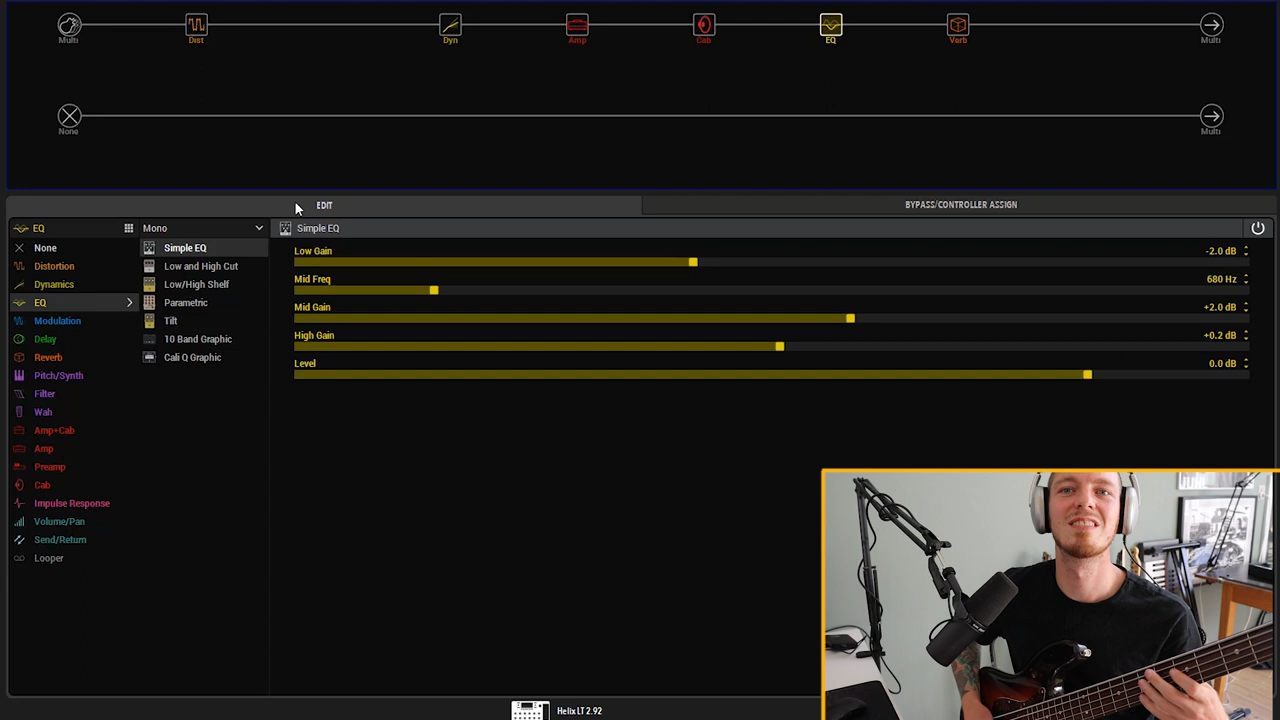 Multi Dist Dyn Amp Cab EQ Verb Multi
None Multi
EDIT BYPASS/CONTROLLER ASSIGN
EQ Mono Simple EQ
None Simple EQ Low Gain -2.0 dB
Distortion Low and High Cut
Dynamics Low/High Shelf Mid Freq 680 Hz
EQ Parametric Mid Gain +2.0 dB
Modulation Tilt
Delay 10 Band Graphic High Gain +0.2 dB
Reverb Cali Q Graphic Level 0.0 dB
Pitch/Synth
Filter
Wah
Amp+Cab
Amp
Preamp
Cab
Impulse Response
Volume/Pan
Send/Return
Looper
Helix LT 2.92